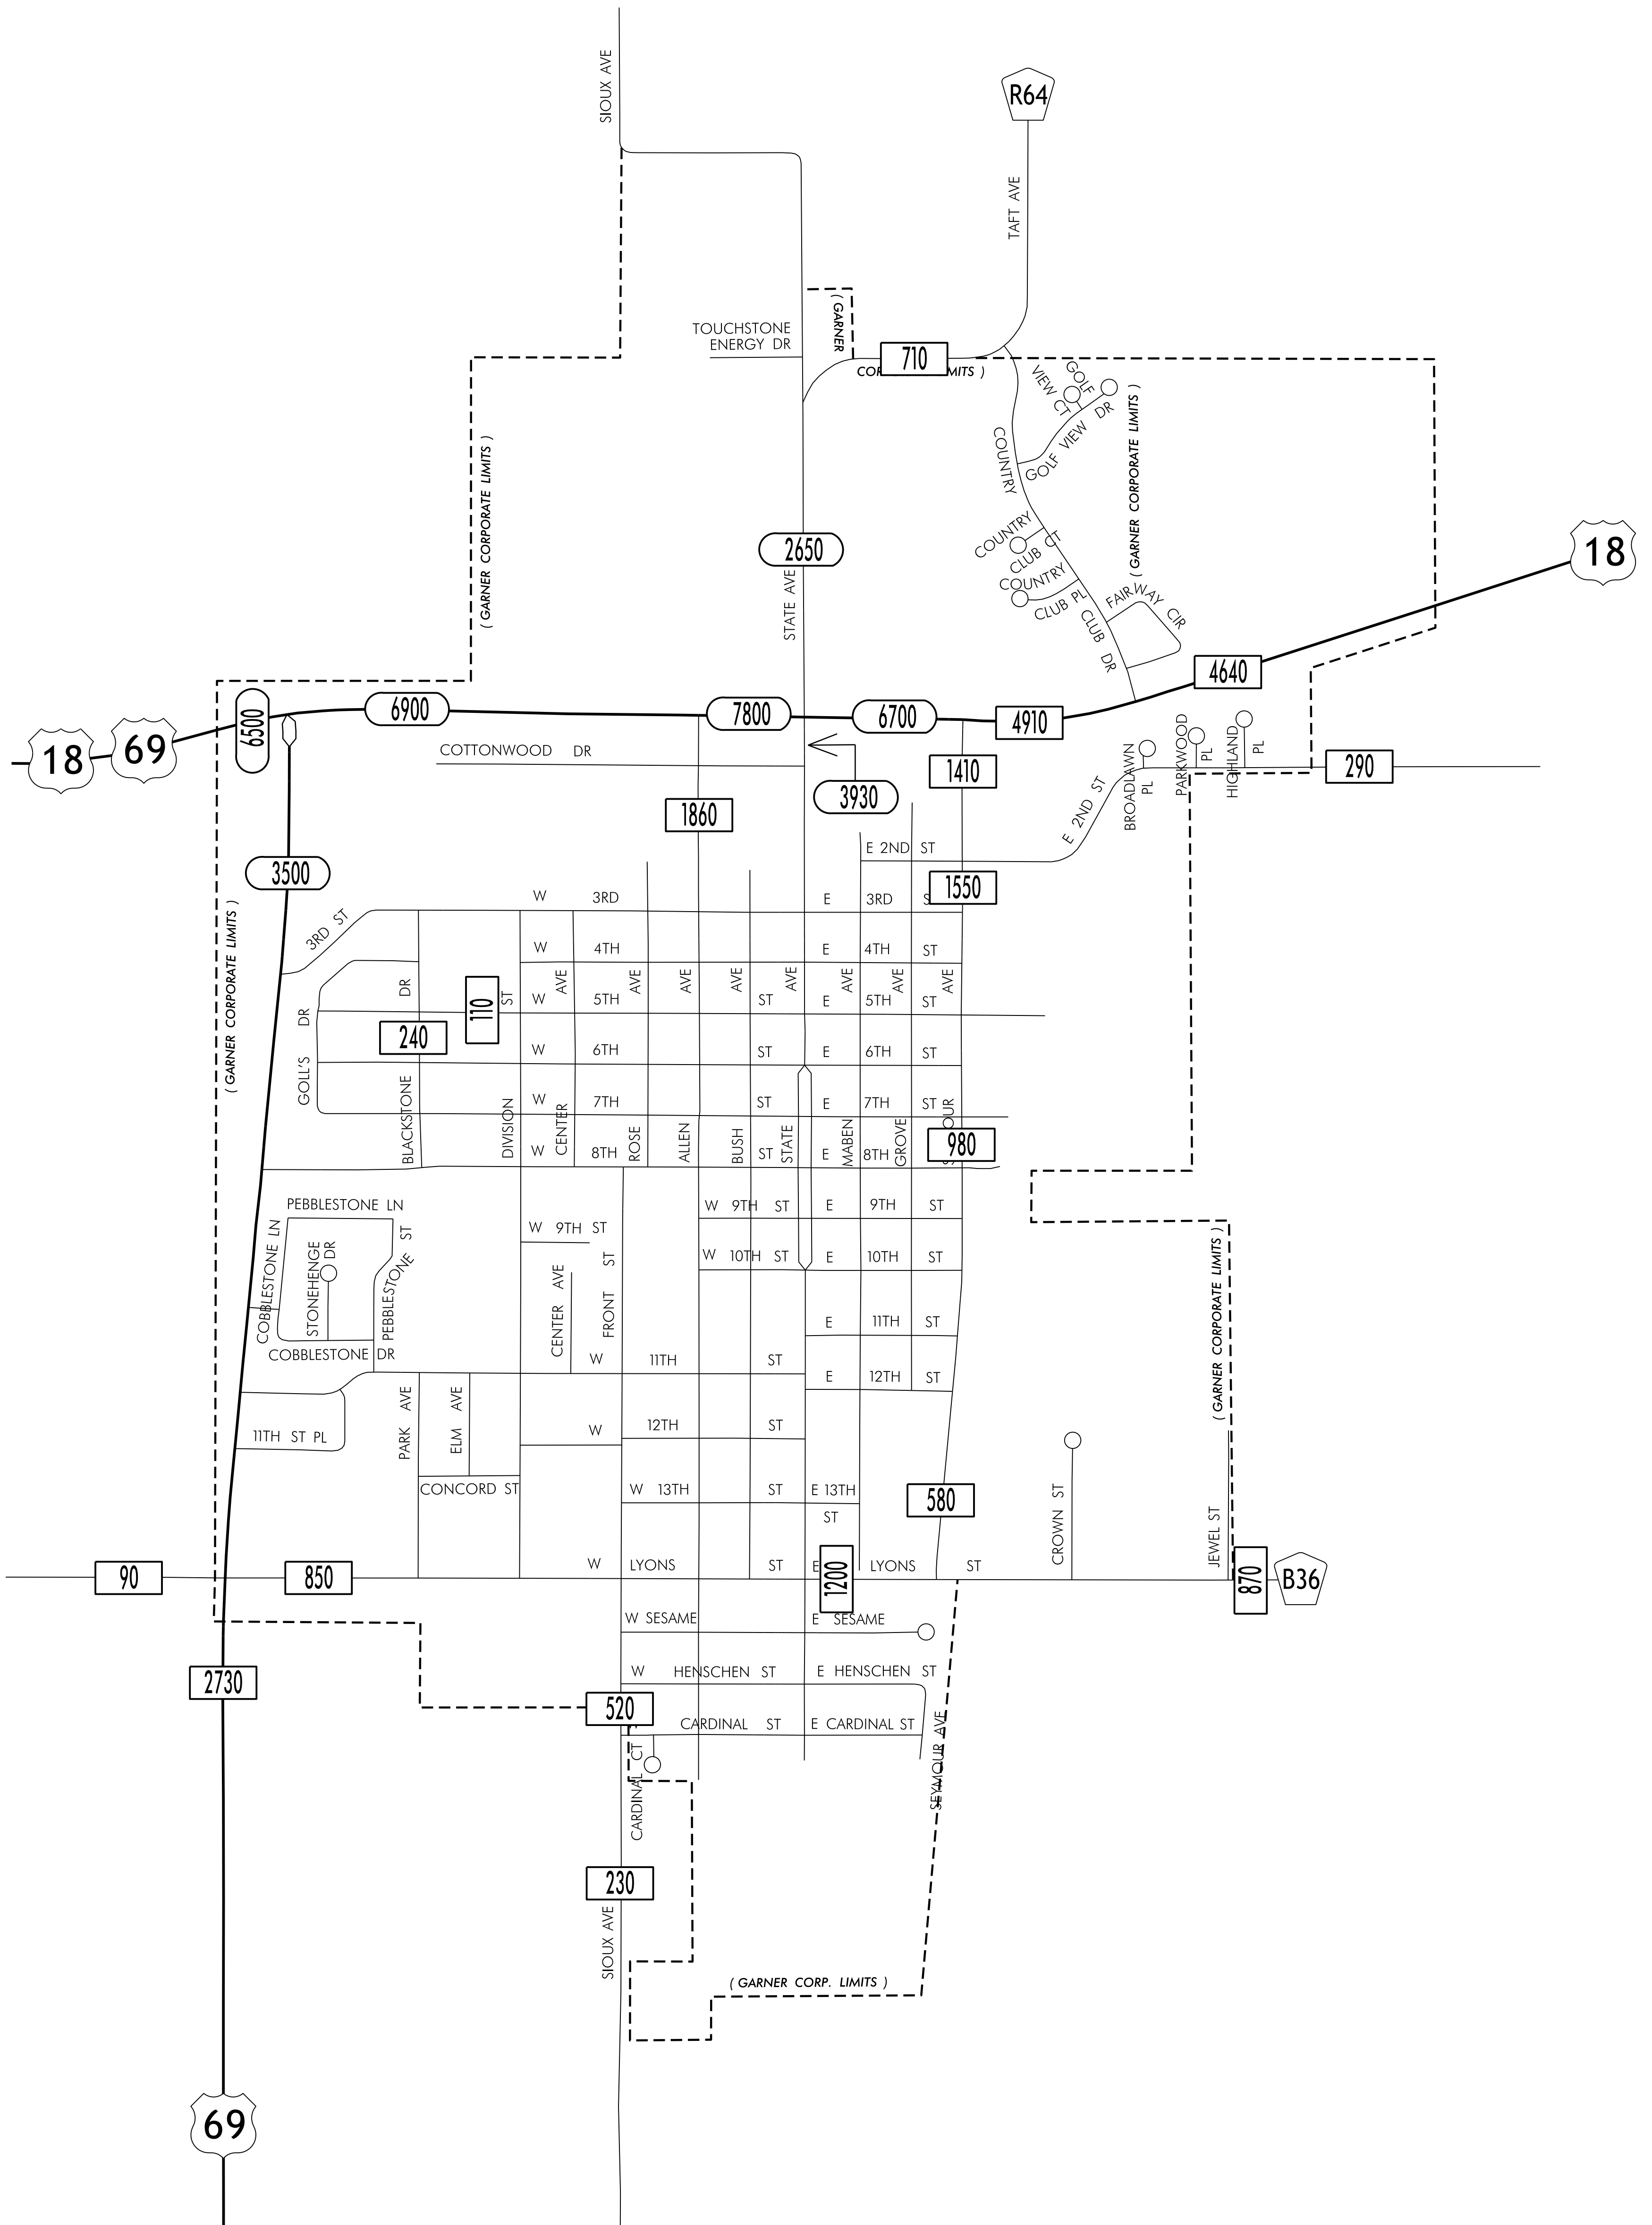 SIOUX AVE
R64
TAFT AVE
TOUCHSTONE
ENERGY DR
( GARNER
710
GOLF
VIEW CT
GOLF VIEW DR
( GARNER CORPORATE LIMITS )
( GARNER CORPORATE LIMITS )
COUNTRY
COUNTRY
CLUB CT
COUNTRY
CLUB PL
CLUB DR
FAIRWAY CIR
2650
STATE AVE
18
4640
6500
6900
7800
6700
4910
18
69
COTTONWOOD DR
3930
1410
1860
BROADLAWN
PL
PARKWOOD
PL
HIGHLAND
PL
290
E 2ND ST
E 2ND ST
3500
1550
W 3RD E 3RD
3RD ST
W 4TH E 4TH ST
( GARNER CORPORATE LIMITS )
DR
ST
AVE
AVE
AVE
AVE
AVE
AVE
AVE
AVE
GOLL'S DR
110
W 5TH ST E 5TH ST
240
W 6TH ST E 6TH ST
W 7TH ST E 7TH ST
BLACKSTONE
DIVISION
CENTER
ROSE
ALLEN
BUSH
STATE
MABEN
GROVE
980
W 8TH ST E 8TH
PEBBLESTONE LN
W 9TH ST E 9TH ST
W 9TH ST
COBBLESTONE LN
STONEHENGE
DR
PEBBLESTONE ST
W 10TH ST E 10TH ST
CENTER AVE
FRONT ST
( GARNER CORPORATE LIMITS )
COBBLESTONE DR
E 11TH ST
W 11TH ST
E 12TH ST
11TH ST PL
PARK AVE
ELM AVE
W 12TH ST
CONCORD ST
W 13TH ST E 13TH
ST
580
CROWN ST
JEWEL ST
90
850
W LYONS ST E LYONS ST
1200
870
B36
W SESAME E SESAME
W HENSCHEN ST E HENSCHEN ST
2730
520
CARDINAL ST E CARDINAL ST
CARDINAL CT
SEYMOUR AVE
230
SIOUX AVE
( GARNER CORP. LIMITS )
69